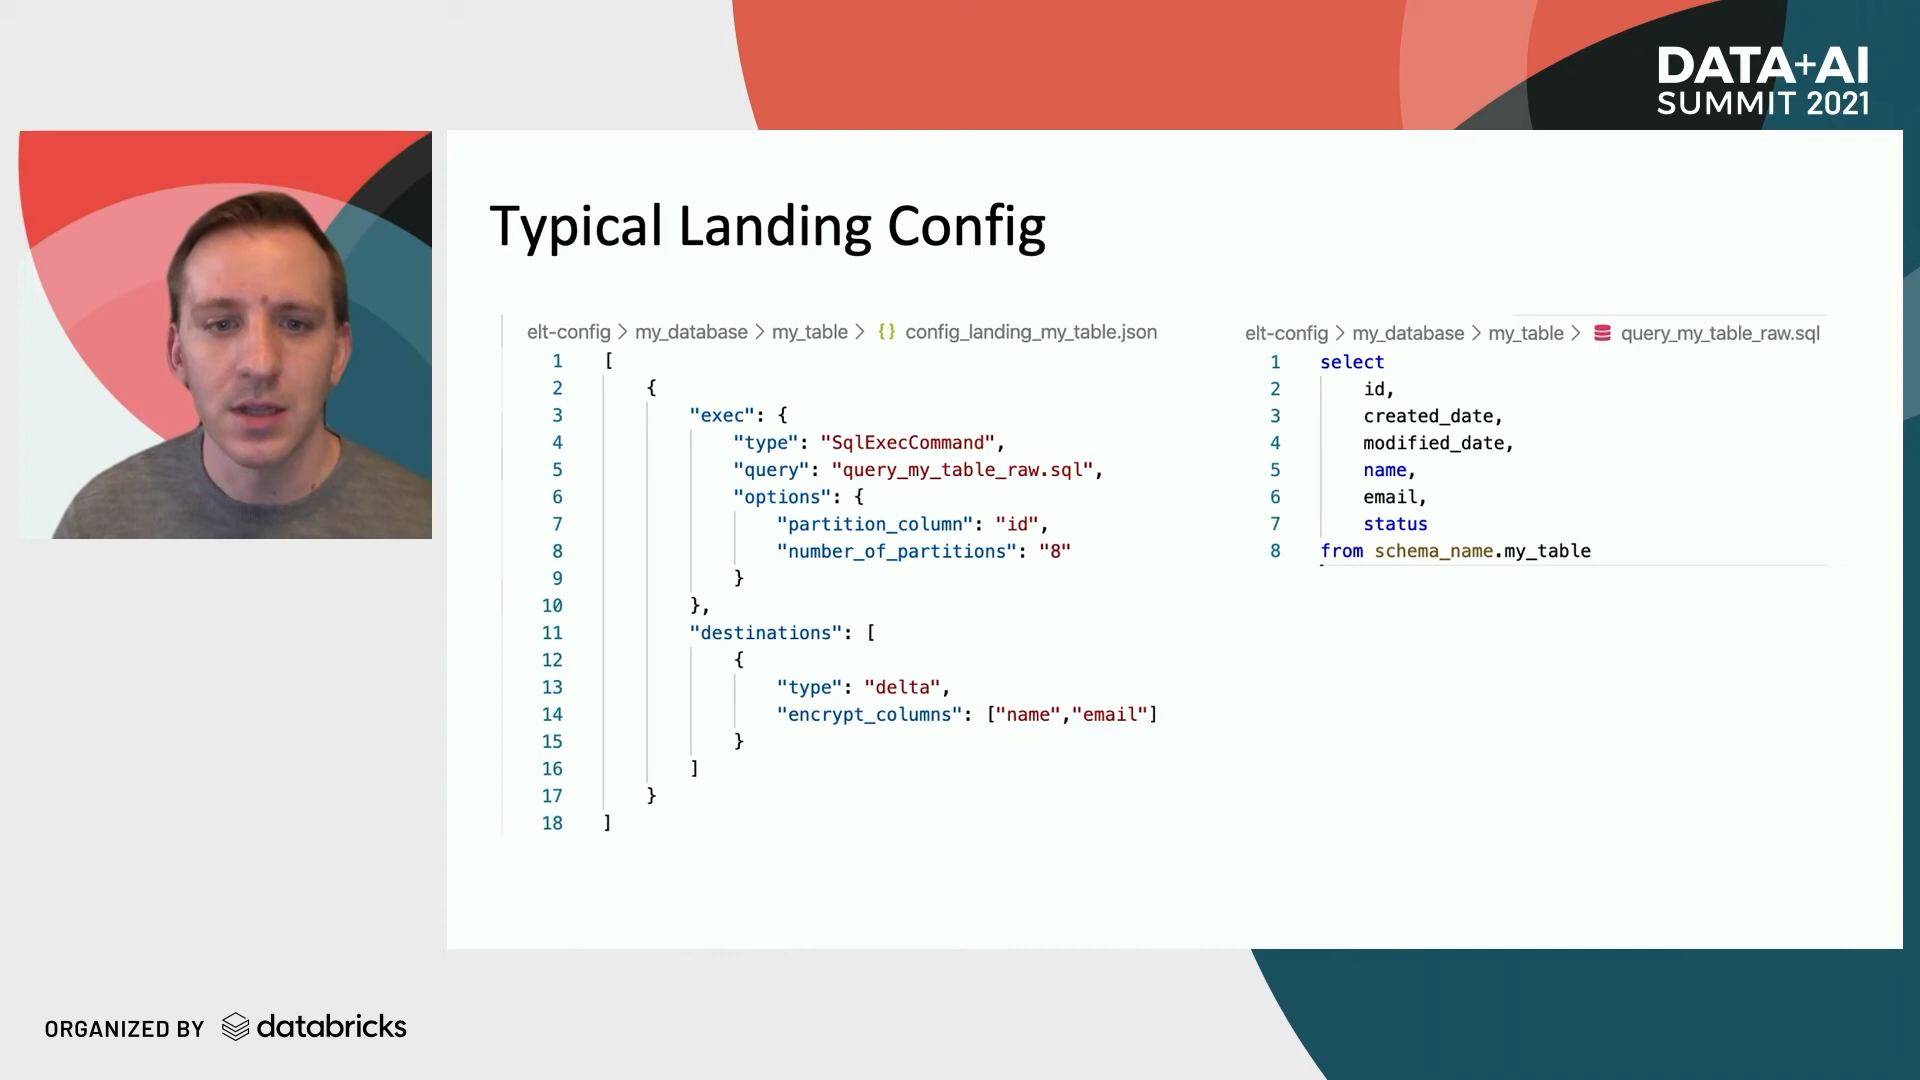 DATA+AI
SUMMIT 2021
Typical Landing Config
elt-config > my_database > my_table > {} config_landing_my_table.json
1 [
2 {
3 "exec": {
4 "type": "SqlExecCommand",
5 "query": "query_my_table_raw.sql",
6 "options": {
7 "partition_column": "id",
8 "number_of_partitions": "8"
9 }
10 },
11 "destinations": [
12 {
13 "type": "delta",
14 "encrypt_columns": ["name","email"]
15 }
16 ]
17 }
18 ]
elt-config > my_database > my_table > query_my_table_raw.sql
1 select
2 id,
3 created_date,
4 modified_date,
5 name,
6 email,
7 status
8 from schema_name.my_table
ORGANIZED BY databricks